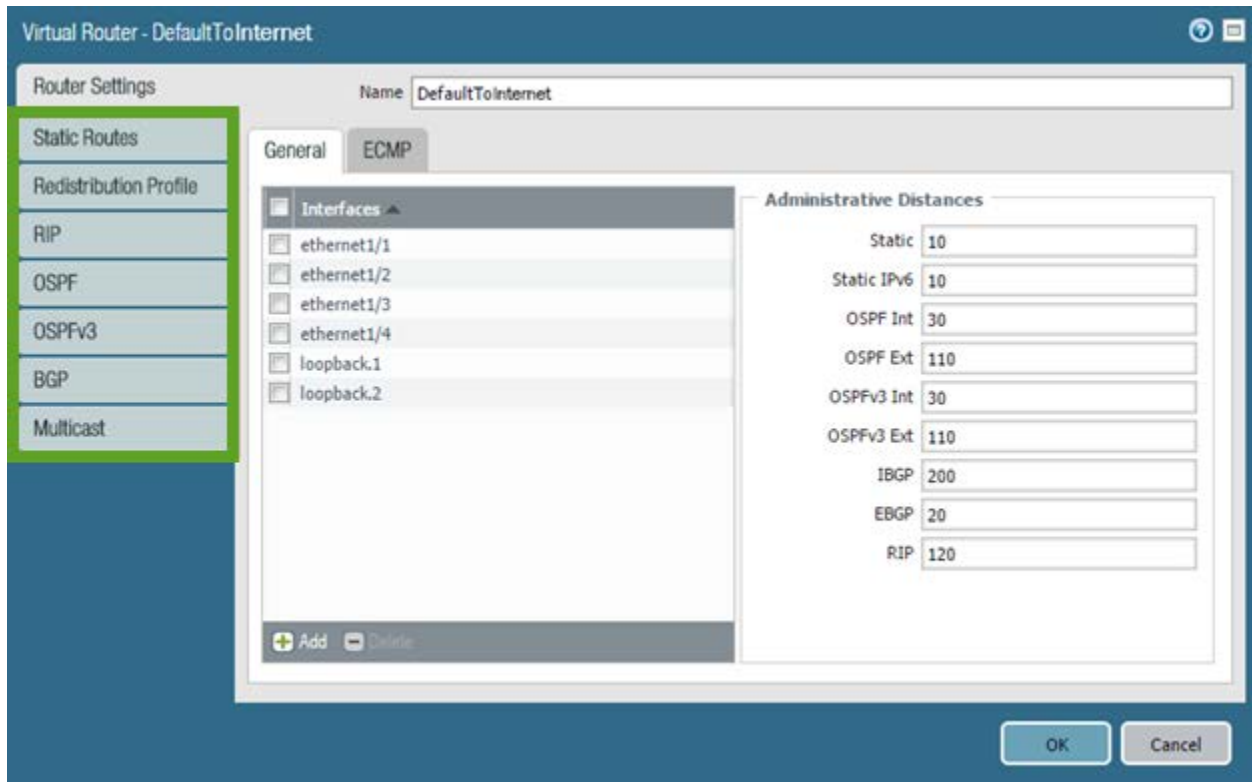 Virtual Router - DefaultToInternet
Router Settings
Static Routes
Redistribution Profile
RIP
OSPF
OSPFv3
BGP
Multicast
Name DefaultToInternet
General ECMP
Interfaces
ethernet1/1
ethernet1/2
ethernet1/3
ethernet1/4
loopback.1
loopback.2
Add Delete
Administrative Distances
Static 10
Static IPv6 10
OSPF Int 30
OSPF Ext 110
OSPFv3 Int 30
OSPFv3 Ext 110
IBGP 200
EBGP 20
RIP 120
OK Cancel